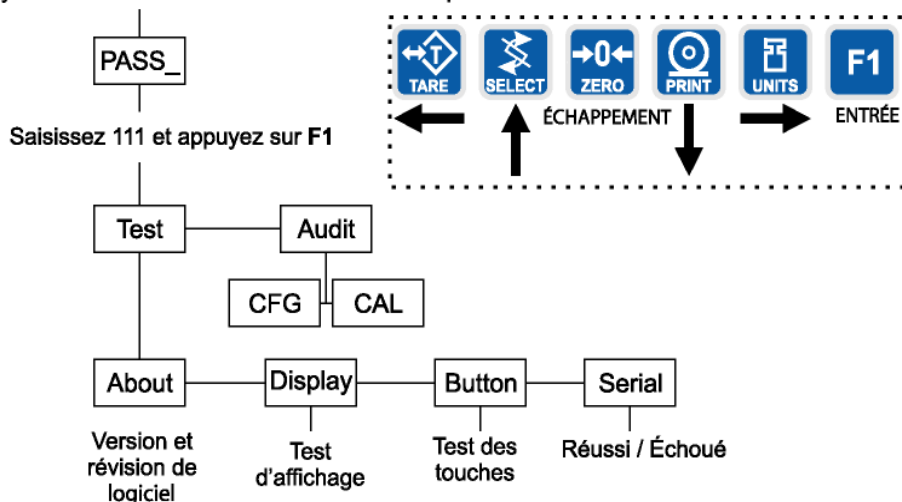 PASS_
TARE SELECT →0← ZERO PRINT UNITS F1
ÉCHAPPEMENT ENTRÉE
Saisissez 111 et appuyez sur F1
Test Audit
CFG CAL
About Display Button Serial
Version et
révision de
logiciel
Test
d'affichage
Test des
touches
Réussi / Échoué